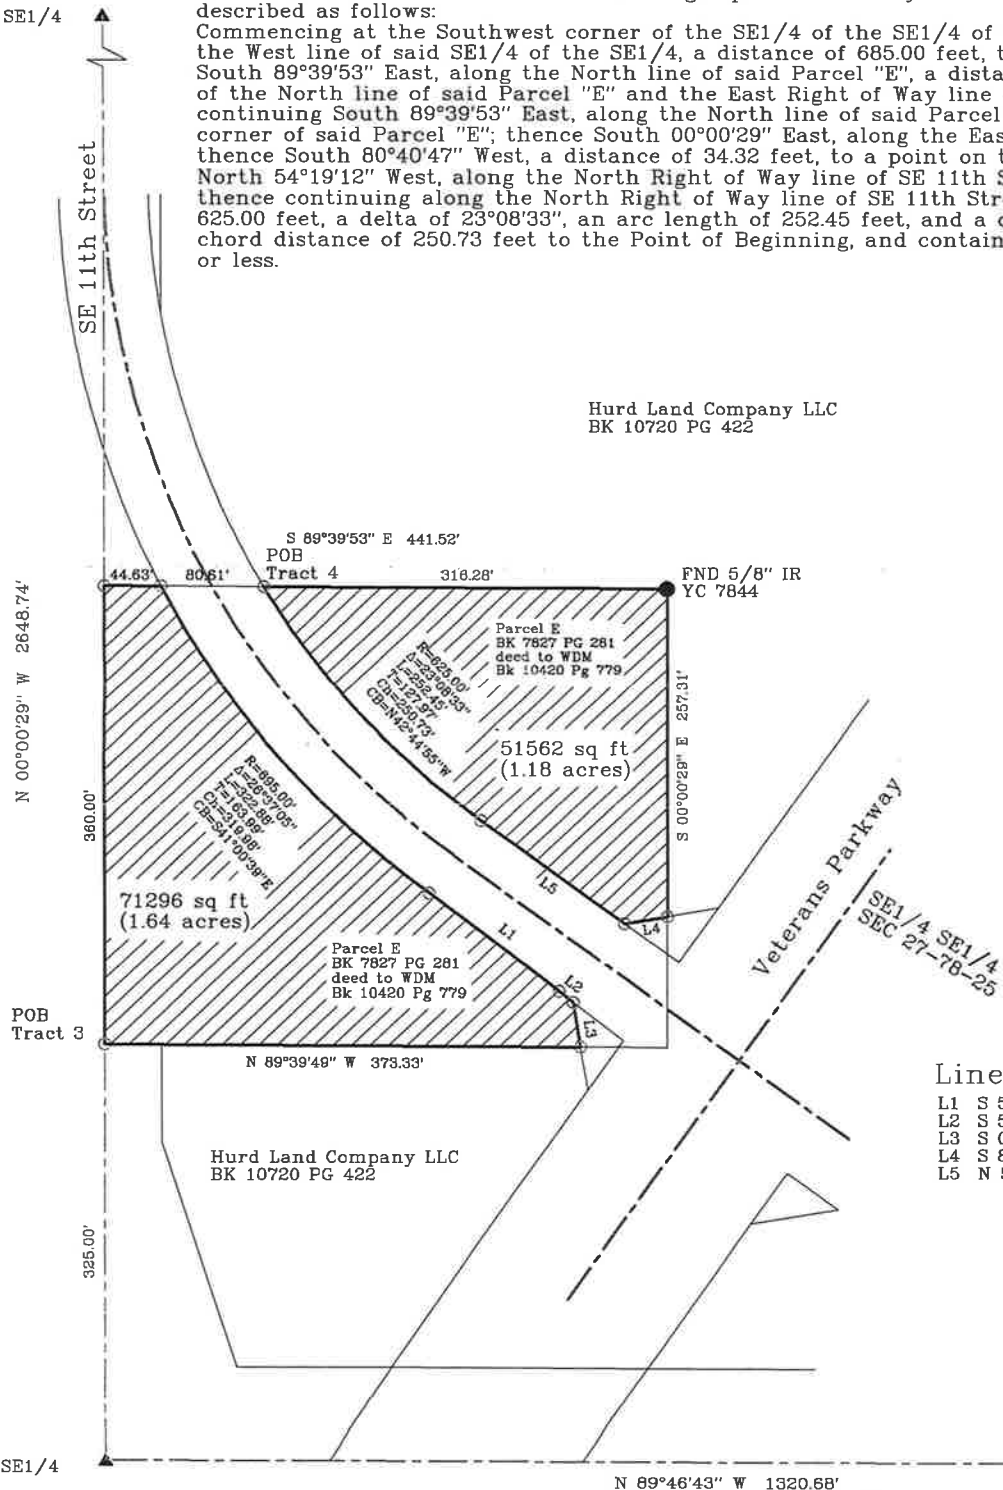 SE1/4
described as follows:
Commencing at the Southwest corner of the SE1/4 of the SE1/4 of
the West line of said SE1/4 of the SE1/4, a distance of 685.00 feet,
South 89°39'53" East, along the North line of said Parcel "E", a
of the North line of said Parcel "E" and the East Right of Way line
continuing South 89°39'53" East, along the North line of said Parcel
corner of said Parcel "E"; thence South 00°00'29" East, along the
thence South 80°40'47" West, a distance of 34.32 feet, to a point on
North 54°19'12" West, along the North Right of Way line of SE 11th
thence continuing along the North Right of Way line of SE 11th
625.00 feet, a delta of 23°08'33", an arc length of 252.45 feet, and a
chord distance of 250.73 feet to the Point of Beginning, and
or less.
SE 11th Street
Hurd Land Company LLC
BK 10720 PG 422
S 89°39'53" E 441.52'
POB
Tract 4
44.63'
80.61'
316.28'
FND 5/8" IR
YC 7844
N 00°00'29" W 2648.74'
Parcel E
BK 7827 PG 281
deed to WDM
Bk 10420 Pg 779
R=625.00'
Δ=23°08'33"
L=252.45'
T=127.97'
Ch=250.73'
CB=N42°44'55"W
51562 sq ft
(1.18 acres)
S 00°00'29" E 257.31'
R=695.00'
Δ=26°37'05"
L=322.88'
T=163.99'
Ch=319.98'
CB=S41°00'39"E
360.00'
71296 sq ft
(1.64 acres)
L5
L4
L1
Veterans Parkway
SE1/4 SE1/4
SEC 27-78-25
Parcel E
BK 7827 PG 281
deed to WDM
Bk 10420 Pg 779
L2
L3
POB
Tract 3
N 89°39'49" W 373.33'
Line
L1 S 5
L2 S 5
L3 S 0
L4 S 8
L5 N 5
Hurd Land Company LLC
BK 10720 PG 422
325.00'
SE1/4
N 89°46'43" W 1320.68'